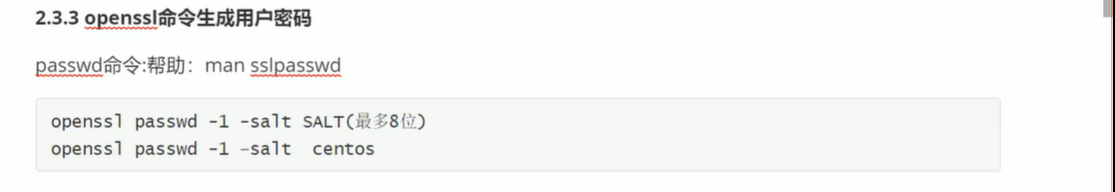 2.3.3 openssl命令生成用户密码
passwd命令:帮助：man sslpasswd
openssl passwd -1 -salt SALT(最多8位)
openssl passwd -1 –salt  centos